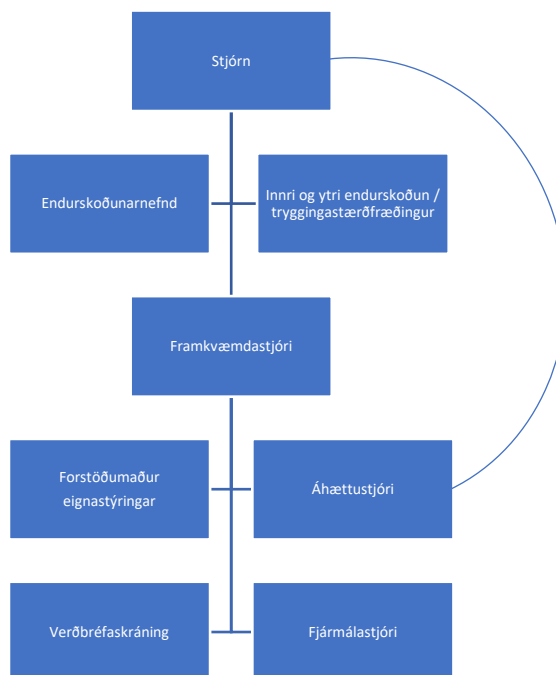 Stjórn
Endurskoðunarnefnd
Innri og ytri endurskoðun /
tryggingastærðfræðingur
Framkvæmdastjóri
Forstöðumaður
eignastýringar
Áhættustjóri
Verðbréfaskráning
Fjármálastjóri